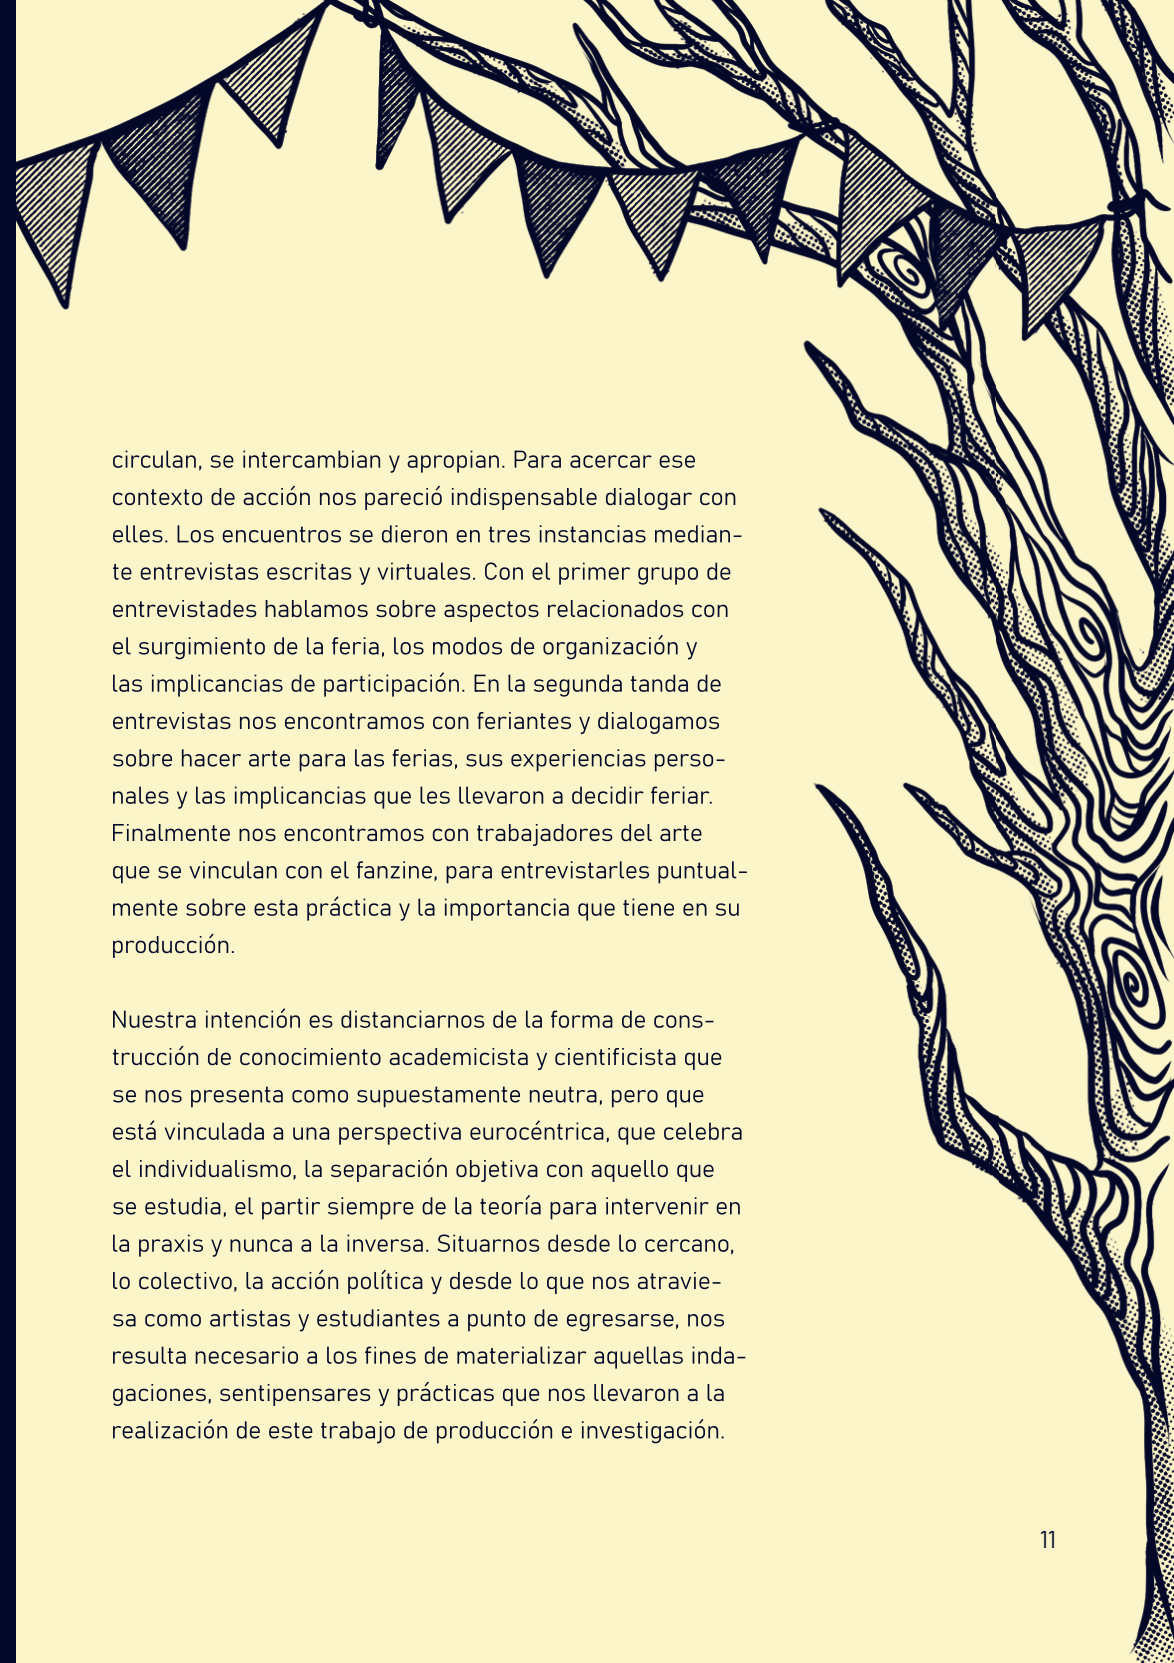 circulan, se intercambian y apropian. Para acercar ese
contexto de acción nos pareció indispensable dialogar con
elles. Los encuentros se dieron en tres instancias median-
te entrevistas escritas y virtuales. Con el primer grupo de
entrevistades hablamos sobre aspectos relacionados con
el surgimiento de la feria, los modos de organización y
las implicancias de participación. En la segunda tanda de
entrevistas nos encontramos con feriantes y dialogamos
sobre hacer arte para las ferias, sus experiencias perso-
nales y las implicancias que les llevaron a decidir feriar.
Finalmente nos encontramos con trabajadores del arte
que se vinculan con el fanzine, para entrevistarles puntual-
mente sobre esta práctica y la importancia que tiene en su
producción.
Nuestra intención es distanciarnos de la forma de cons-
trucción de conocimiento academicista y cientificista que
se nos presenta como supuestamente neutra, pero que
está vinculada a una perspectiva eurocéntrica, que celebra
el individualismo, la separación objetiva con aquello que
se estudia, el partir siempre de la teoría para intervenir en
la praxis y nunca a la inversa. Situarnos desde lo cercano,
lo colectivo, la acción política y desde lo que nos atravie-
sa como artistas y estudiantes a punto de egresarse, nos
resulta necesario a los fines de materializar aquellas inda-
gaciones, sentipensares y prácticas que nos llevaron a la
realización de este trabajo de producción e investigación.
11